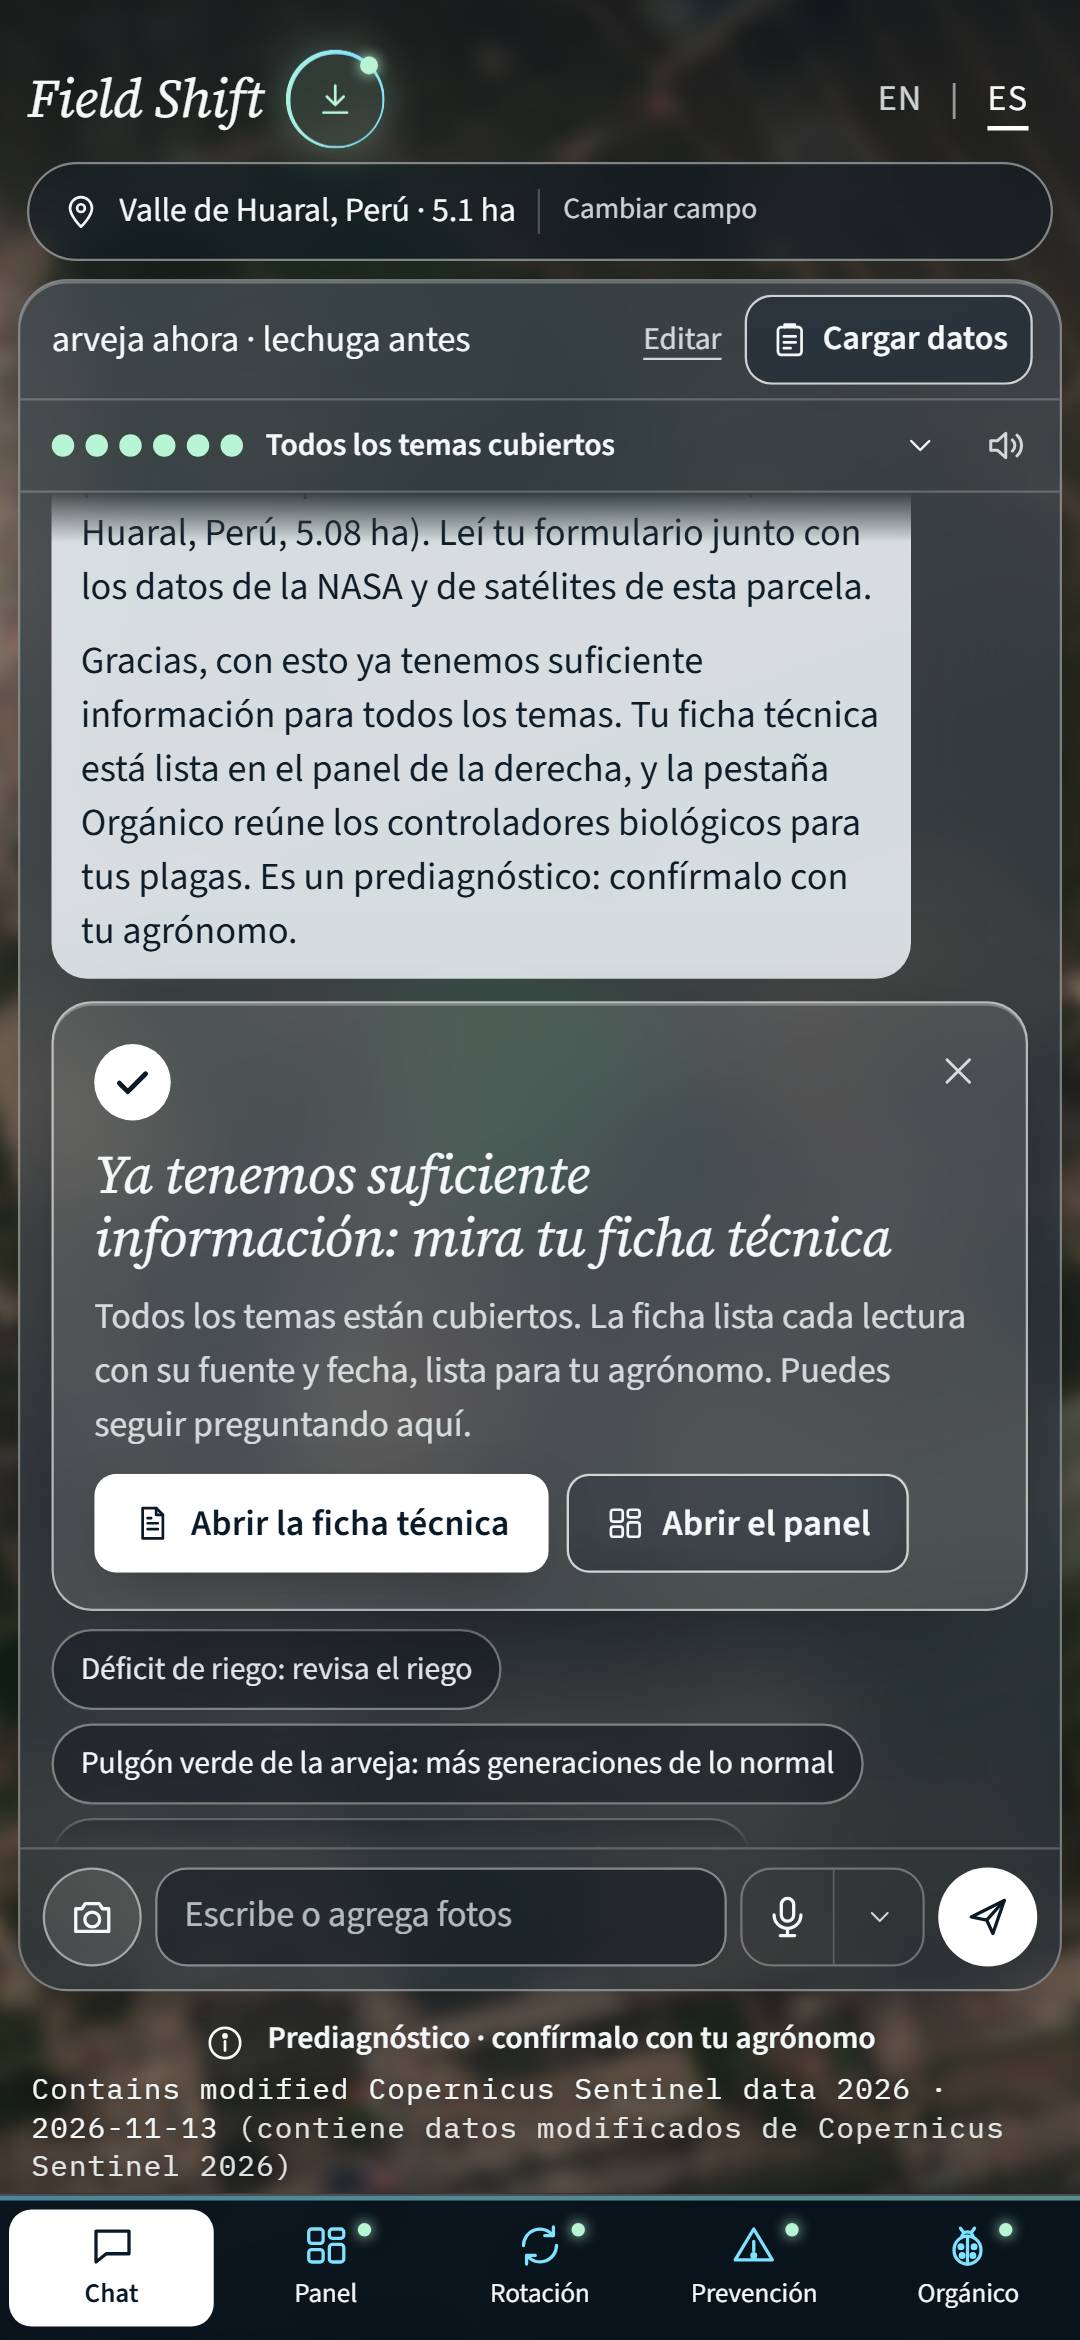 Field Shift
EN | ES
Valle de Huaral, Perú · 5.1 ha
Cambiar campo
arveja ahora · lechuga antes
Editar
Cargar datos
Todos los temas cubiertos
Huaral, Perú, 5.08 ha). Leí tu formulario junto con
los datos de la NASA y de satélites de esta parcela.
Gracias, con esto ya tenemos suficiente
información para todos los temas. Tu ficha técnica
está lista en el panel de la derecha, y la pestaña
Orgánico reúne los controladores biológicos para
tus plagas. Es un prediagnóstico: confírmalo con
tu agrónomo.
Ya tenemos suficiente
información: mira tu ficha técnica
Todos los temas están cubiertos. La ficha lista cada lectura
con su fuente y fecha, lista para tu agrónomo. Puedes
seguir preguntando aquí.
Abrir la ficha técnica
Abrir el panel
Déficit de riego: revisa el riego
Pulgón verde de la arveja: más generaciones de lo normal
Escribe o agrega fotos
Prediagnóstico · confírmalo con tu agrónomo
Contains modified Copernicus Sentinel data 2026 ·
2026-11-13 (contiene datos modificados de Copernicus
Sentinel 2026)
Chat
Panel
Rotación
Prevención
Orgánico